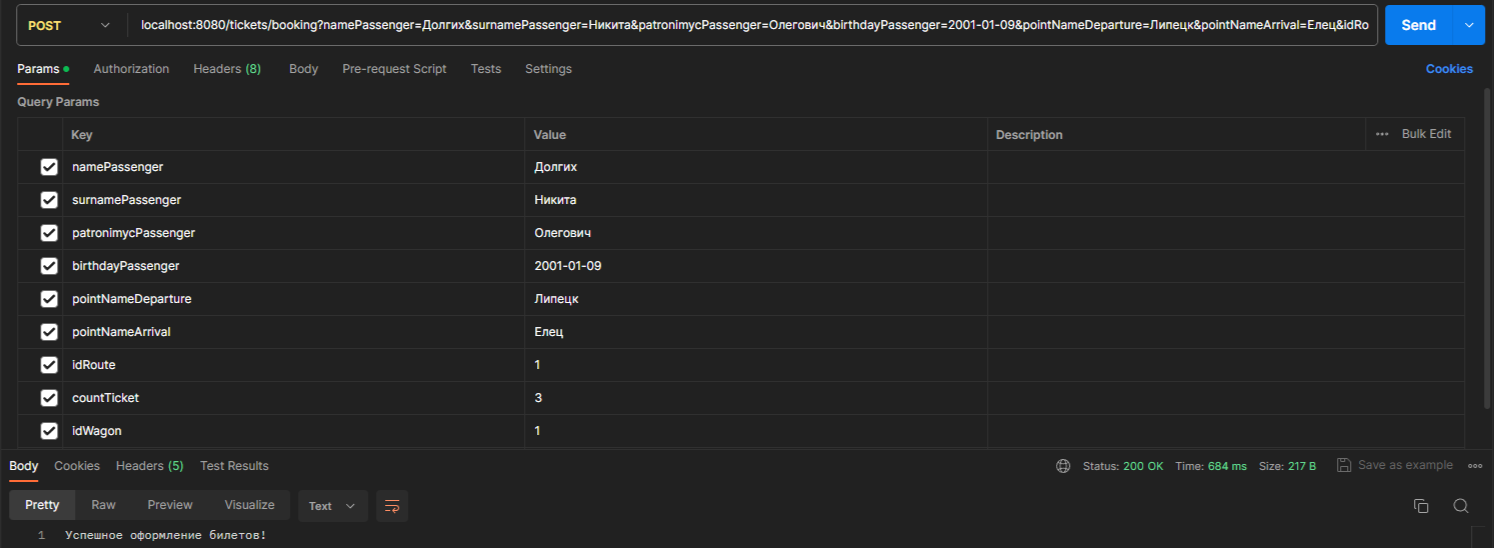 POST localhost:8080/tickets/booking?namePassenger=Долгих&surnamePassenger=Никита&patronimycPassenger=Олегович&birthdayPassenger=2001-01-09&pointNameDeparture=Липецк&pointNameArrival=Елец&idRo Send
Params Authorization Headers (8) Body Pre-request Script Tests Settings Cookies
Query Params
Key Value Description ••• Bulk Edit
namePassenger Долгих
surnamePassenger Никита
patronimycPassenger Олегович
birthdayPassenger 2001-01-09
pointNameDeparture Липецк
pointNameArrival Елец
idRoute 1
countTicket 3
idWagon 1
Body Cookies Headers (5) Test Results Status: 200 OK Time: 684 ms Size: 217 B Save as example
Pretty Raw Preview Visualize Text
1 Успешное оформление билетов!